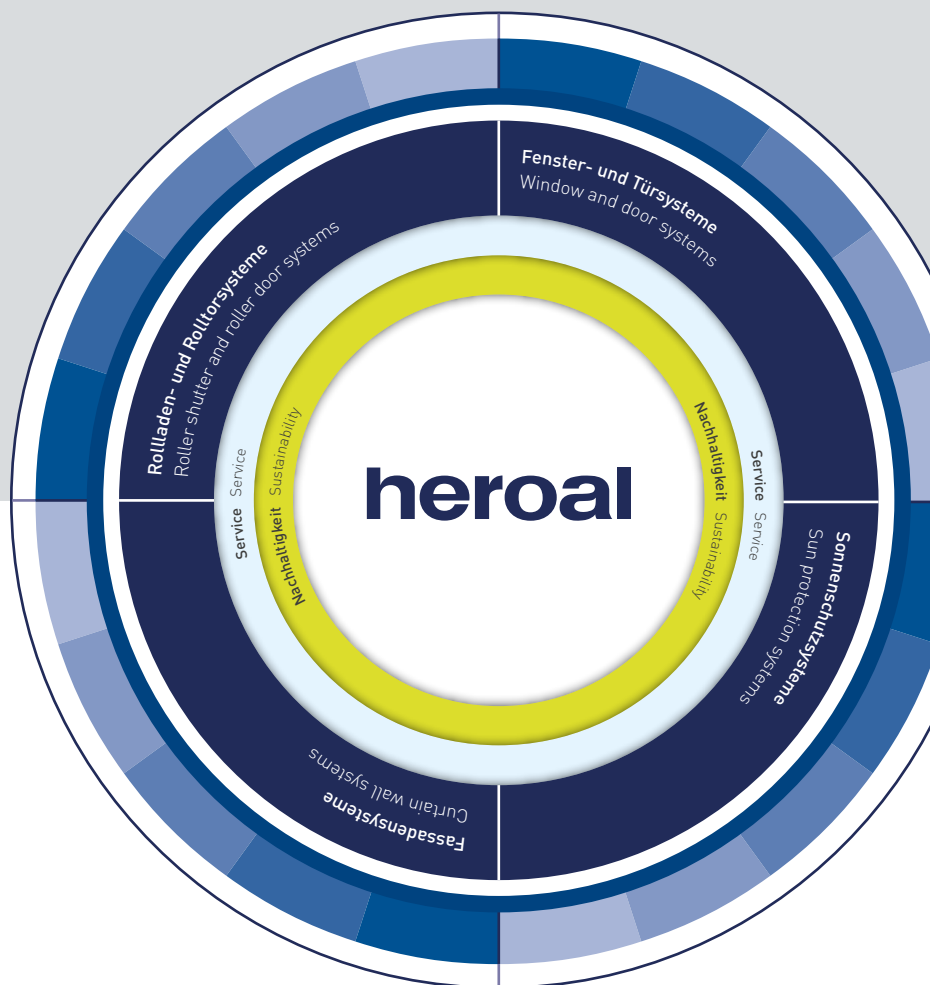 Fenster- und Türsysteme
Window and door systems
Rollladen- und Rolltorsysteme
Roller shutter and roller door systems
Service Service
Nachhaltigkeit Sustainability
heroal
Nachhaltigkeit Sustainability
Service Service
Sonnenschutzsysteme
Sun protection systems
Fassadensysteme
Curtain wall systems